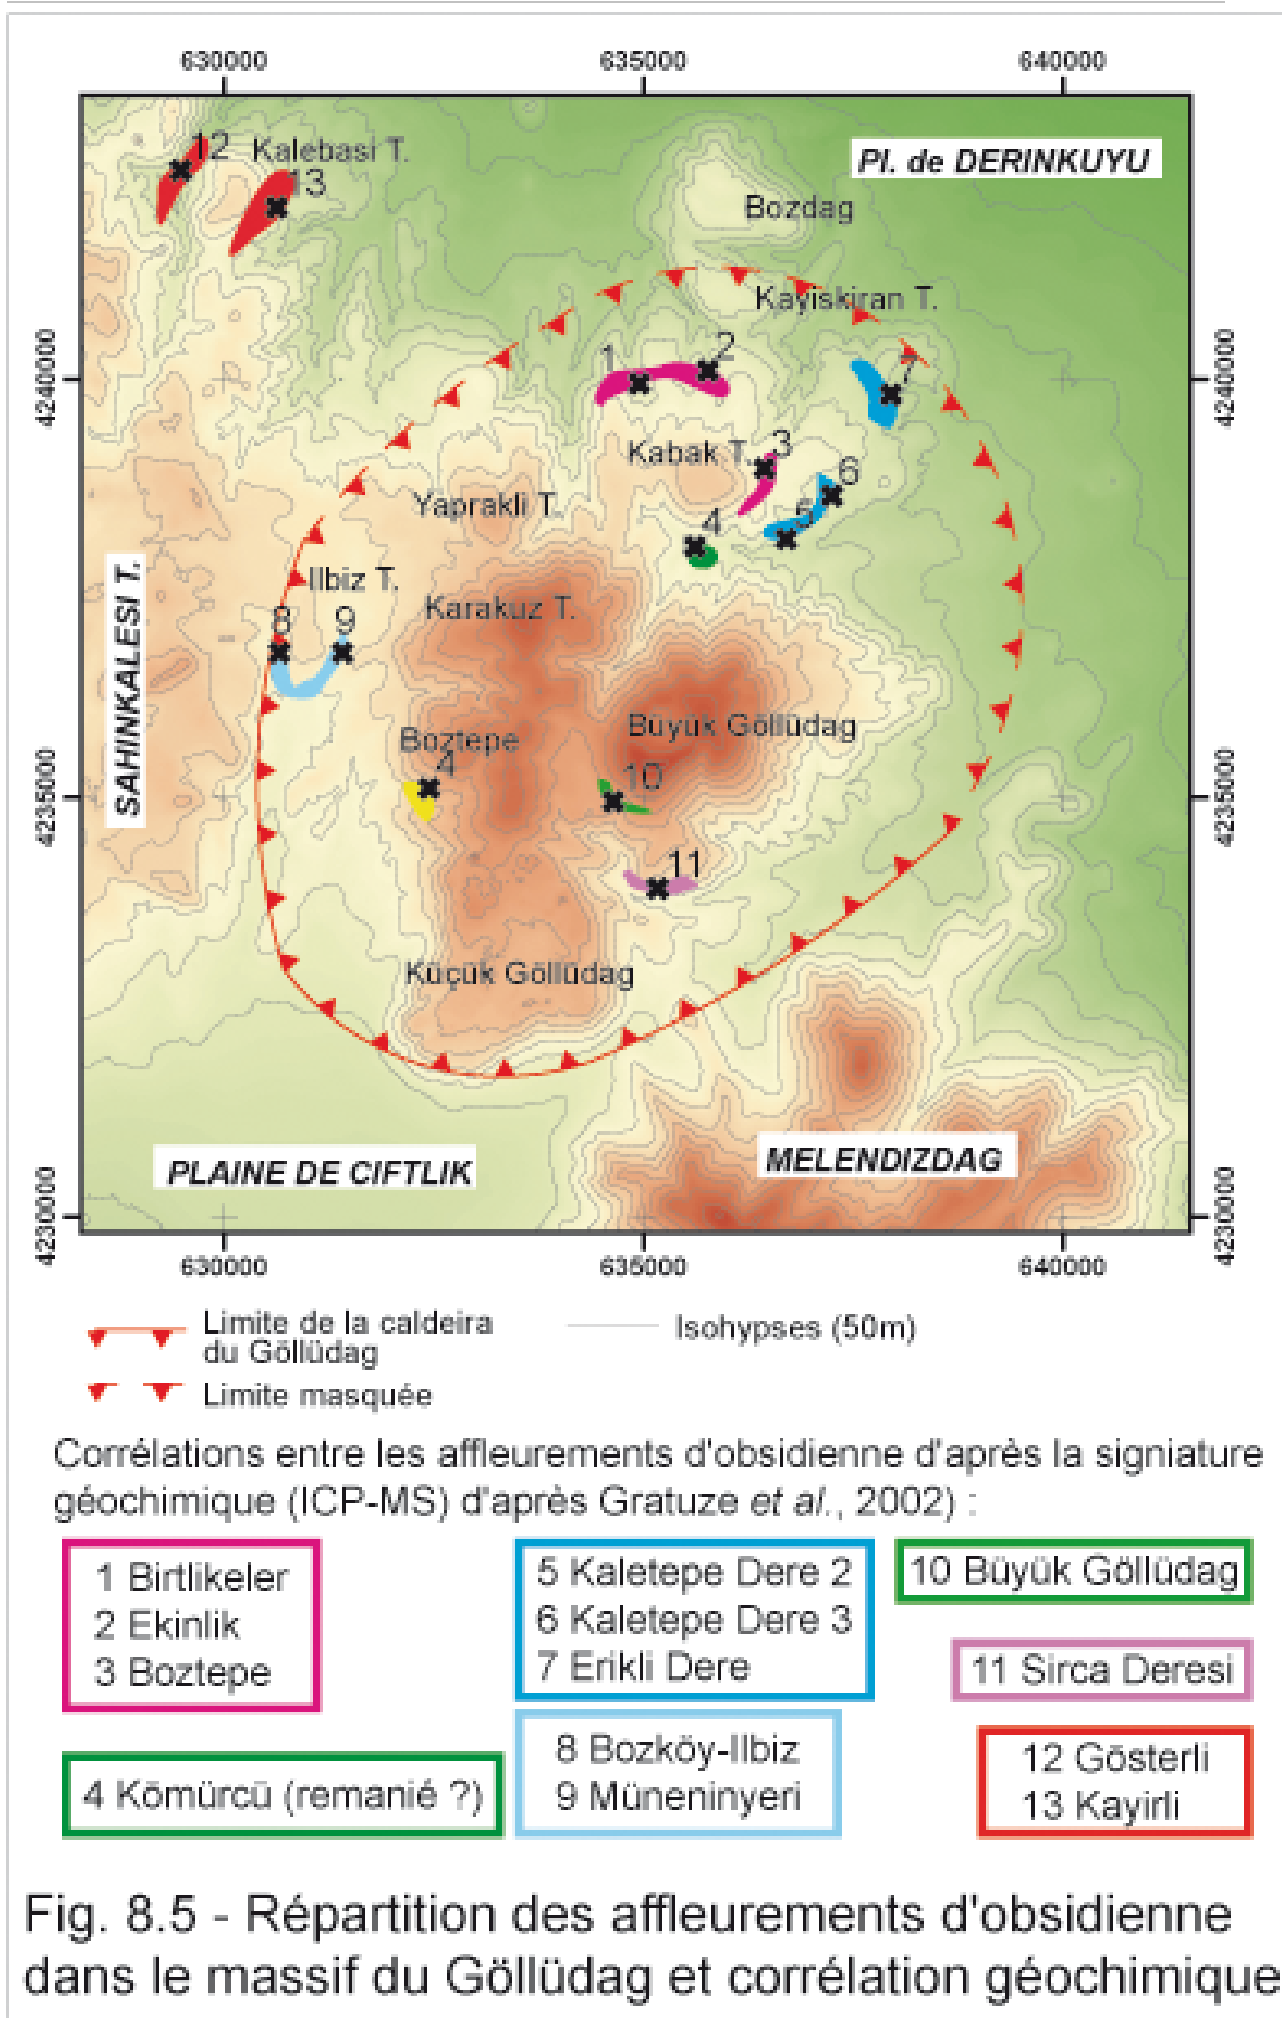 630000
635000
640000
12
Kalebasi T.
13
Pl. de DERINKUYU
Bozdag
Kayiskiran T.
4240000
4240000
1
2
7
Kabak T.
3
6
Yaprakli T.
4
5
Ilbiz T.
Karakuz T.
8
9
SAHINKALESI T.
Büyük Göllüdag
Boztepe
4
10
4235000
4235000
11
Küçük Göllüdag
PLAINE DE CIFTLIK
MELENDIZDAG
4230000
4230000
630000
635000
640000
Limite de la caldeira
du Göllüdag
Isohypses (50m)
Limite masquée
Corrélations entre les affleurements d'obsidienne d'après la signiature
géochimique (ICP-MS) d'après Gratuze et al., 2002) :
1 Birtlikeler
2 Ekinlik
3 Boztepe
5 Kaletepe Dere 2
6 Kaletepe Dere 3
7 Erikli Dere
10 Büyük Göllüdag
11 Sirca Deresi
4 Kömürcü (remanié ?)
8 Bozköy-Ilbiz
9 Müneninyeri
12 Gösterli
13 Kayirli
Fig. 8.5 - Répartition des affleurements d'obsidienne
dans le massif du Göllüdag et corrélation géochimique